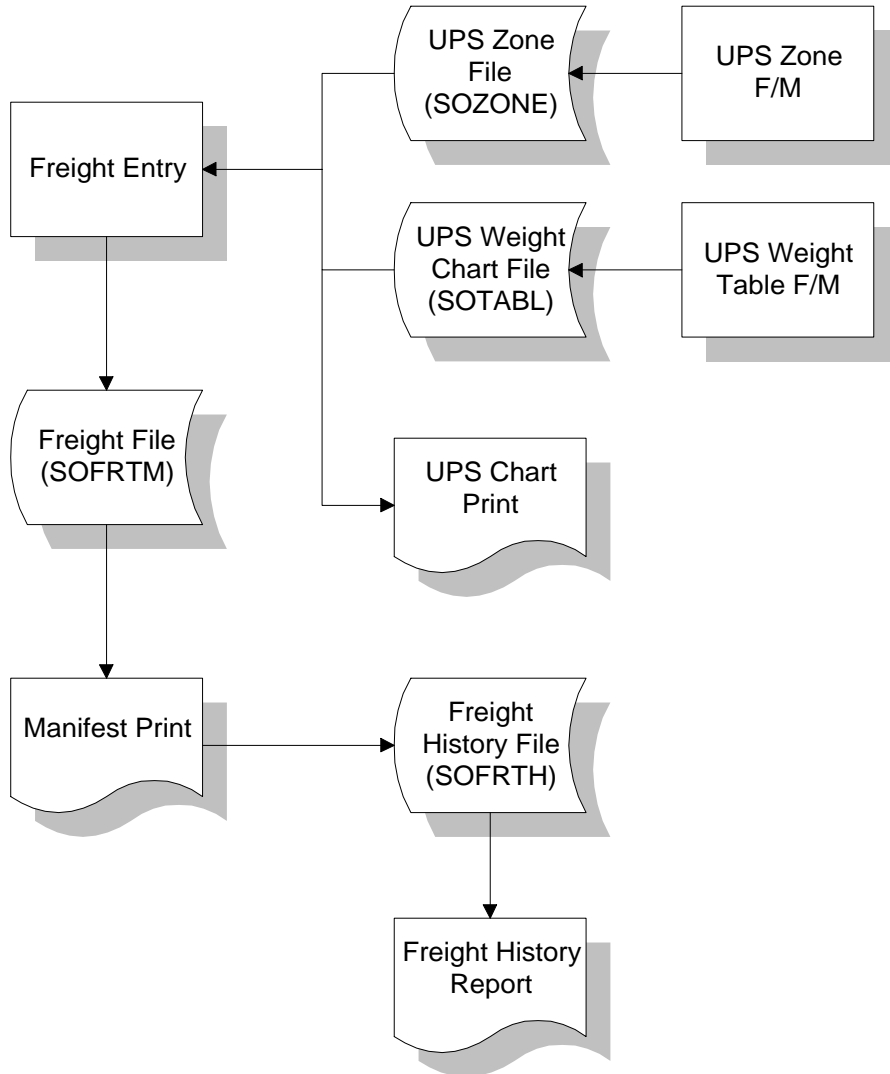 UPS Zone
File
(SOZONE)
UPS Zone
F/M
Freight Entry
UPS Weight
Chart File
(SOTABL)
UPS Weight
Table F/M
Freight File
(SOFRTM)
UPS Chart
Print
Manifest Print
Freight
History File
(SOFRTH)
Freight History
Report